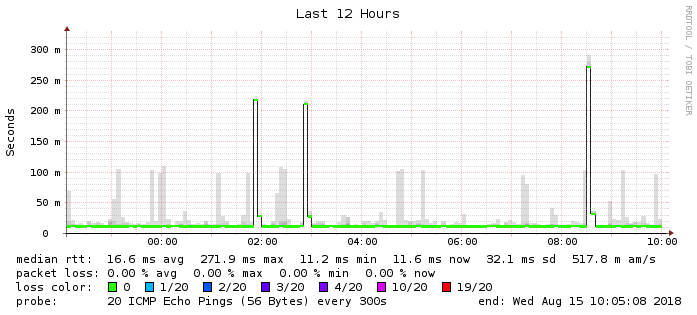 Last 12 Hours
RRDTOOL / TOBI OETIKER
Seconds
300 m
250 m
200 m
150 m
100 m
50 m
0
00:00 02:00 04:00 06:00 08:00 10:00
median rtt: 16.6 ms avg 271.9 ms max 11.2 ms min 11.6 ms now 32.1 ms sd 517.8 m am/s
packet loss: 0.00 % avg 0.00 % max 0.00 % min 0.00 % now
loss color: 0 1/20 2/20 3/20 4/20 10/20 19/20
probe: 20 ICMP Echo Pings (56 Bytes) every 300s end: Wed Aug 15 10:05:08 2018